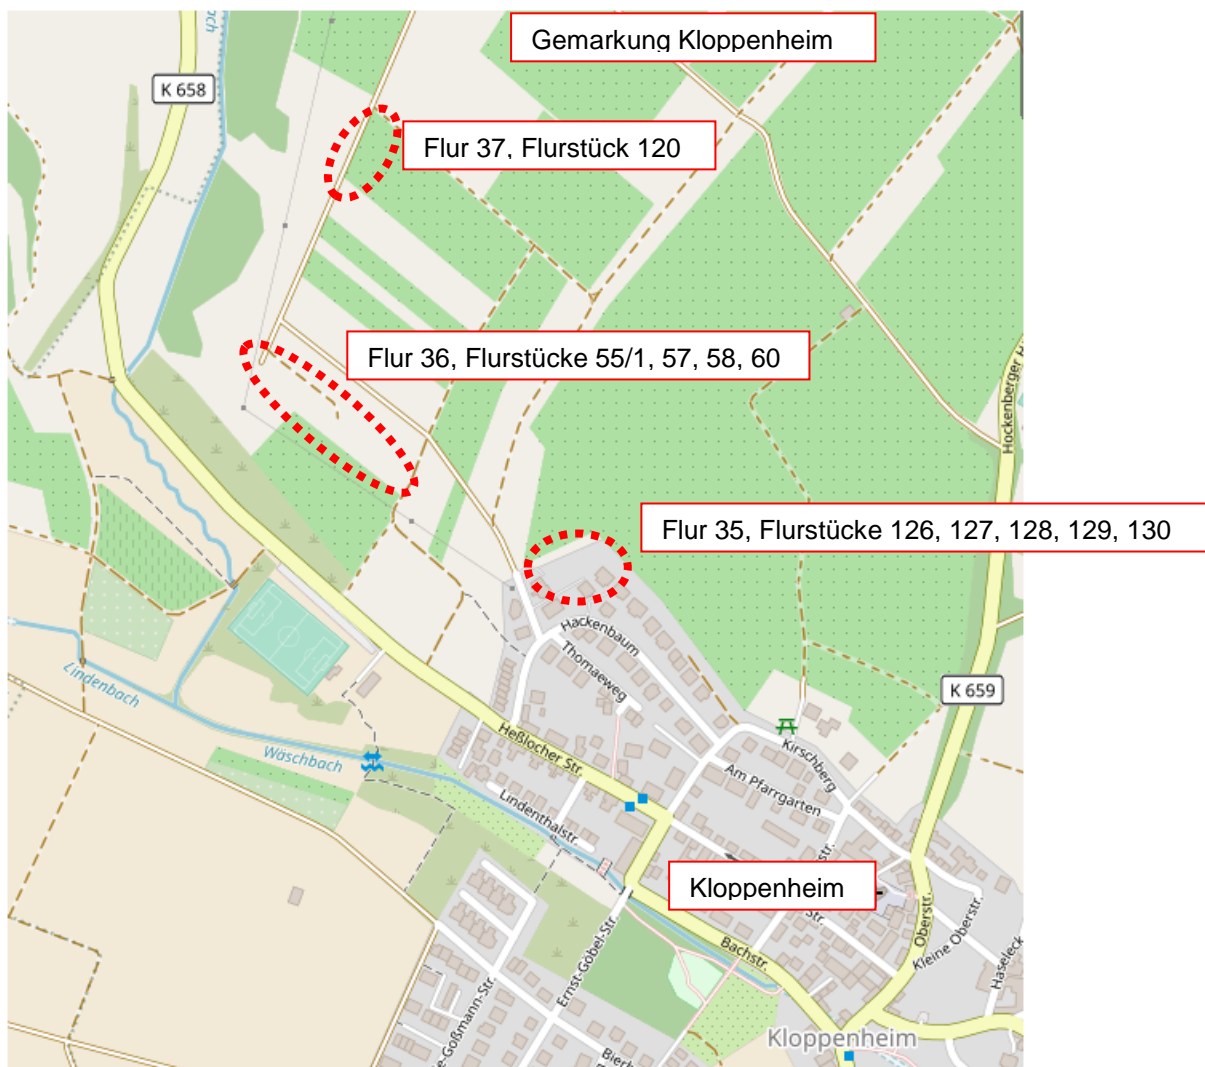 Gemarkung Kloppenheim
K 658
Flur 37, Flurstück 120
Flur 36, Flurstücke 55/1, 57, 58, 60
Hockenberger
Flur 35, Flurstücke 126, 127, 128, 129, 130
Hackenbaum
Thomaeweg
Lindenbach
K 659
Wäschbach
Heßlocher Str.
Kirschberg
Am Pfarrgarten
Lindenthalstr.
Kloppenheim
Oberstr.
Kleine Oberstr.
Haseleck
Bachstr.
Ernst-Göbel-Str.
e-Goßmann-Str.
Kloppenheim